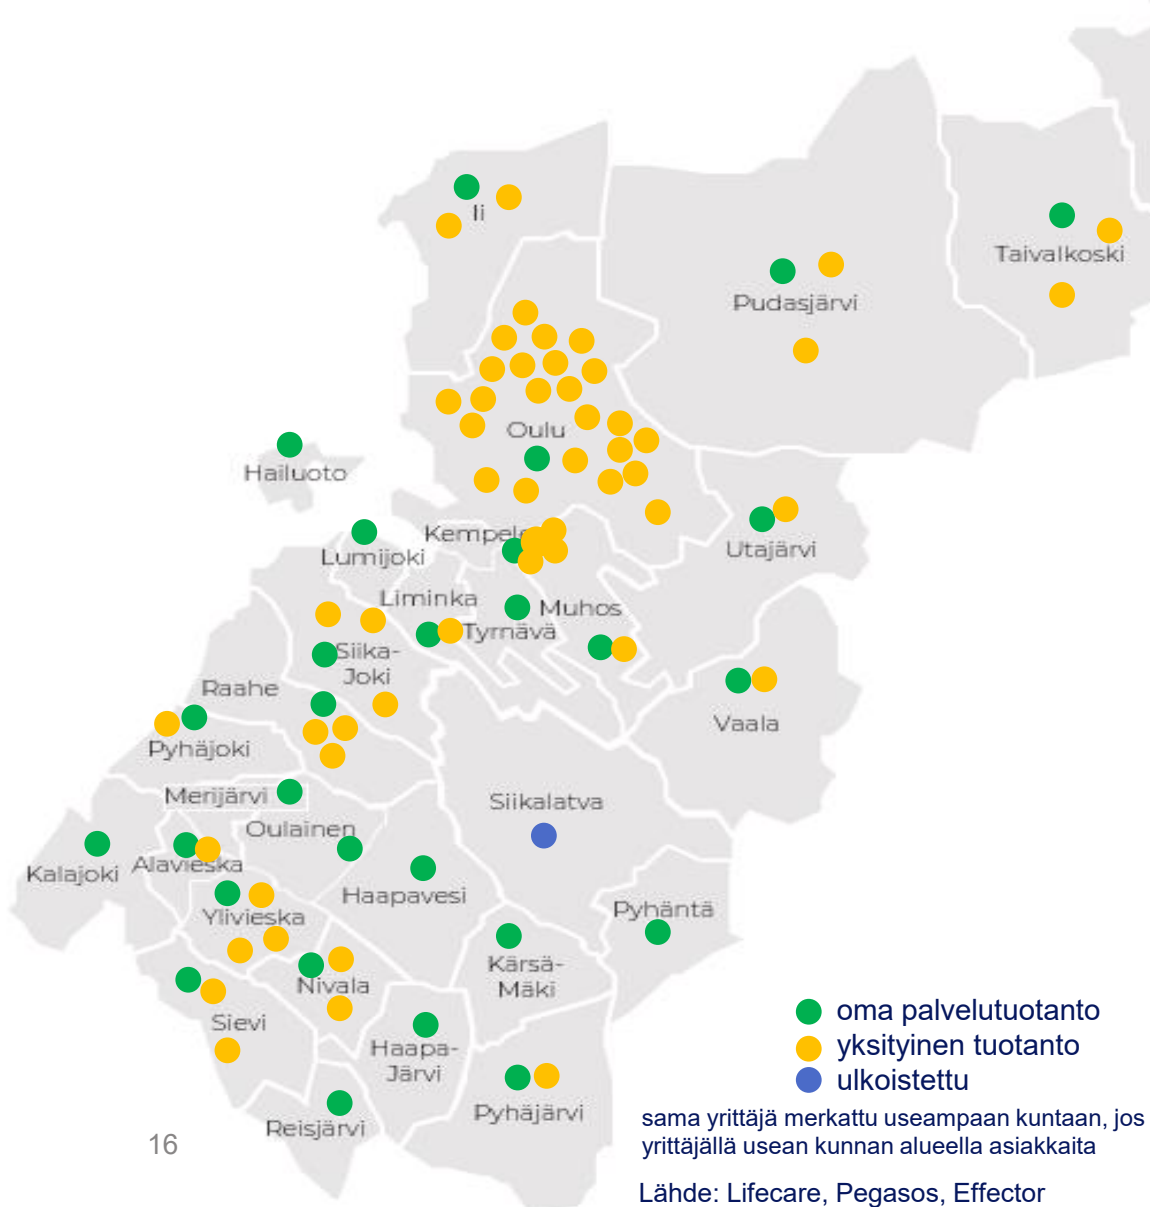 Ii
Taivalkoski
Pudasjärvi
Oulu
Hailuoto
Kempele
Utajärvi
Lumijoki
Liminka
Muhos
Tyrnävä
Siika-
Joki
Raahe
Vaala
Pyhäjoki
Merijärvi
Siikalatva
Oulainen
Alavieska
Kalajoki
Haapavesi
Pyhäntä
Ylivieska
Kärsä-
Mäki
Nivala
Sievi
Haapa-
Järvi
Pyhäjärvi
Reisjärvi
oma palvelutuotanto
yksityinen tuotanto
ulkoistettu
sama yrittäjä merkattu useampaan kuntaan, jos
yrittäjällä usean kunnan alueella asiakkaita
Lähde: Lifecare, Pegasos, Effector
16